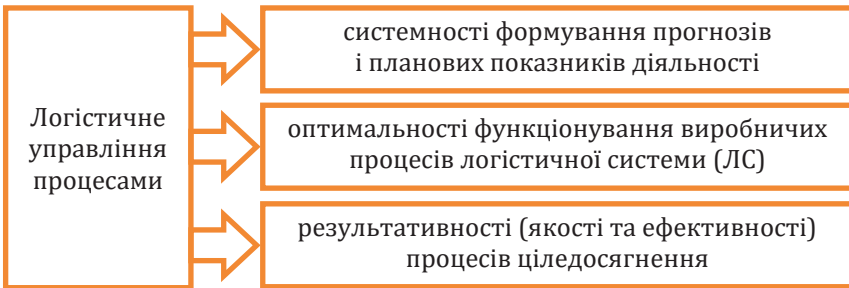 Логістичне
управління
процесами
системності формування прогнозів
і планових показників діяльності
оптимальності функціонування виробничих
процесів логістичної системи (ЛС)
результативності (якості та ефективності)
процесів ціледосягнення